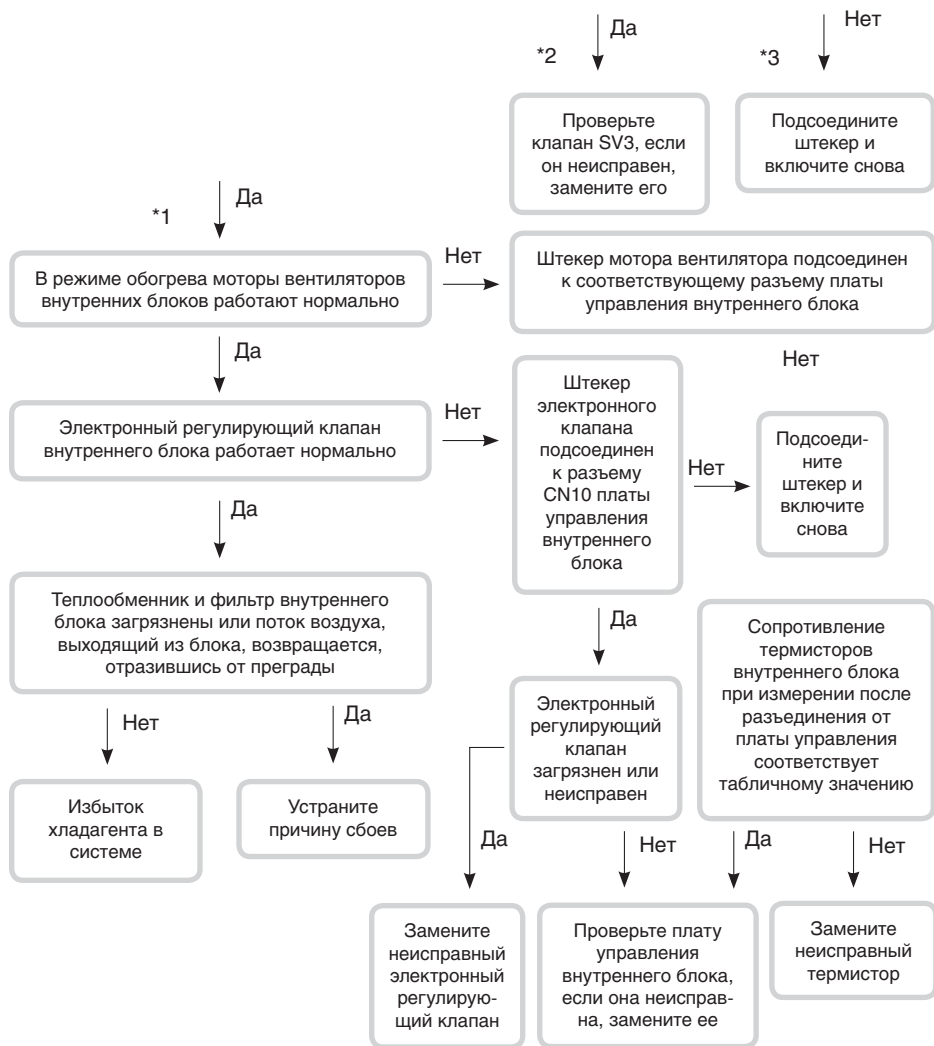 Да
Нет
*2
*3
Проверьте
клапан SV3, если
он неисправен,
замените его
Подсоедините
штекер и
включите снова
Да
*1
В режиме обогрева моторы вентиляторов
внутренних блоков работают нормально
Нет
Штекер мотора вентилятора подсоединен
к соответствующему разъему платы
управления внутреннего блока
Да
Нет
Электронный регулирующий клапан
внутреннего блока работает нормально
Нет
Штекер
электронного
клапана
подсоединен
к разъему
CN10 платы
управления
внутреннего
блока
Нет
Подсоеди-
ните
штекер и
включите
снова
Да
Теплообменник и фильтр внутреннего
блока загрязнены или поток воздуха,
выходящий из блока, возвращается,
отразившись от преграды
Да
Сопротивление
термисторов
внутреннего блока
при измерении после
разъединения от
платы управления
соответствует
табличному значению
Нет
Да
Электронный
регулирующий
клапан
загрязнен или
неисправен
Избыток
хладагента в
системе
Устраните
причину сбоев
Да
Нет
Да
Нет
Замените
неисправный
электронный
регулирую-
щий клапан
Проверьте плату
управления
внутреннего блока,
если она неисправ-
на, замените ее
Замените
неисправный
термистор